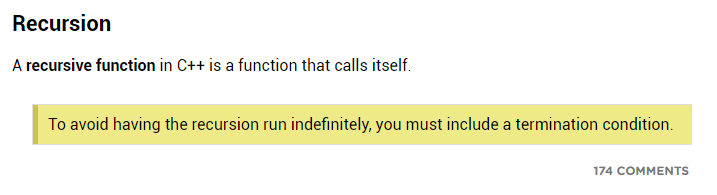 Recursion
A recursive function in C++ is a function that calls itself.
To avoid having the recursion run indefinitely, you must include a termination condition.
174 COMMENTS